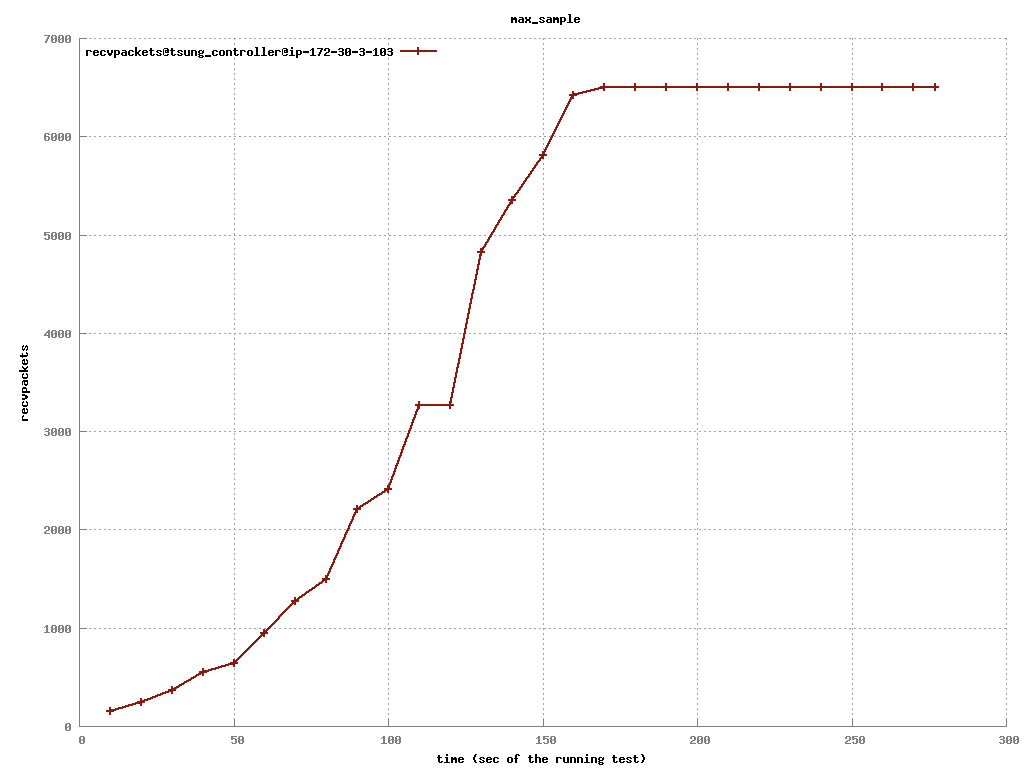 max_sample
7000
recvpackets@tsung_controller@ip-172-30-3-103
6000
5000
4000
recvpackets
3000
2000
1000
0
0 50 100 150 200 250 300
time (sec of the running test)